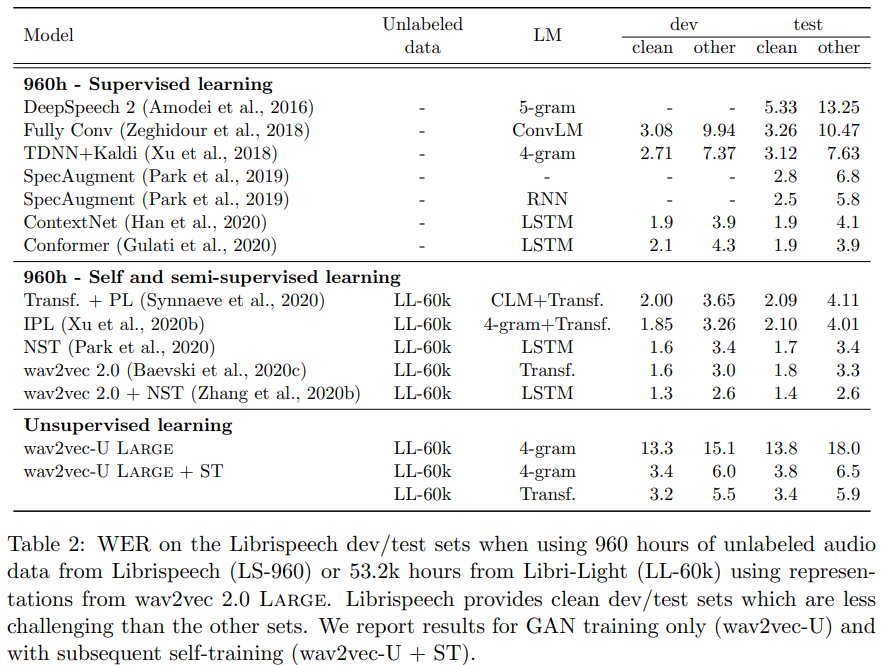 Model Unlabeled data LM dev test
clean other clean other
960h - Supervised learning
DeepSpeech 2 (Amodei et al., 2016) - 5-gram - - 5.33 13.25
Fully Conv (Zeghidour et al., 2018) - ConvLM 3.08 9.94 3.26 10.47
TDNN+Kaldi (Xu et al., 2018) - 4-gram 2.71 7.37 3.12 7.63
SpecAugment (Park et al., 2019) - - - - 2.8 6.8
SpecAugment (Park et al., 2019) - RNN - - 2.5 5.8
ContextNet (Han et al., 2020) - LSTM 1.9 3.9 1.9 4.1
Conformer (Gulati et al., 2020) - LSTM 2.1 4.3 1.9 3.9
960h - Self and semi-supervised learning
Transf. + PL (Synnaeve et al., 2020) LL-60k CLM+Transf. 2.00 3.65 2.09 4.11
IPL (Xu et al., 2020b) LL-60k 4-gram+Transf. 1.85 3.26 2.10 4.01
NST (Park et al., 2020) LL-60k LSTM 1.6 3.4 1.7 3.4
wav2vec 2.0 (Baevski et al., 2020c) LL-60k Transf. 1.6 3.0 1.8 3.3
wav2vec 2.0 + NST (Zhang et al., 2020b) LL-60k LSTM 1.3 2.6 1.4 2.6
Unsupervised learning
wav2vec-U LARGE LL-60k 4-gram 13.3 15.1 13.8 18.0
wav2vec-U LARGE + ST LL-60k 4-gram 3.4 6.0 3.8 6.5
LL-60k Transf. 3.2 5.5 3.4 5.9
Table 2: WER on the Librispeech dev/test sets when using 960 hours of unlabeled audio
data from Librispeech (LS-960) or 53.2k hours from Libri-Light (LL-60k) using represen-
tations from wav2vec 2.0 LARGE. Librispeech provides clean dev/test sets which are less
challenging than the other sets. We report results for GAN training only (wav2vec-U) and
with subsequent self-training (wav2vec-U + ST).